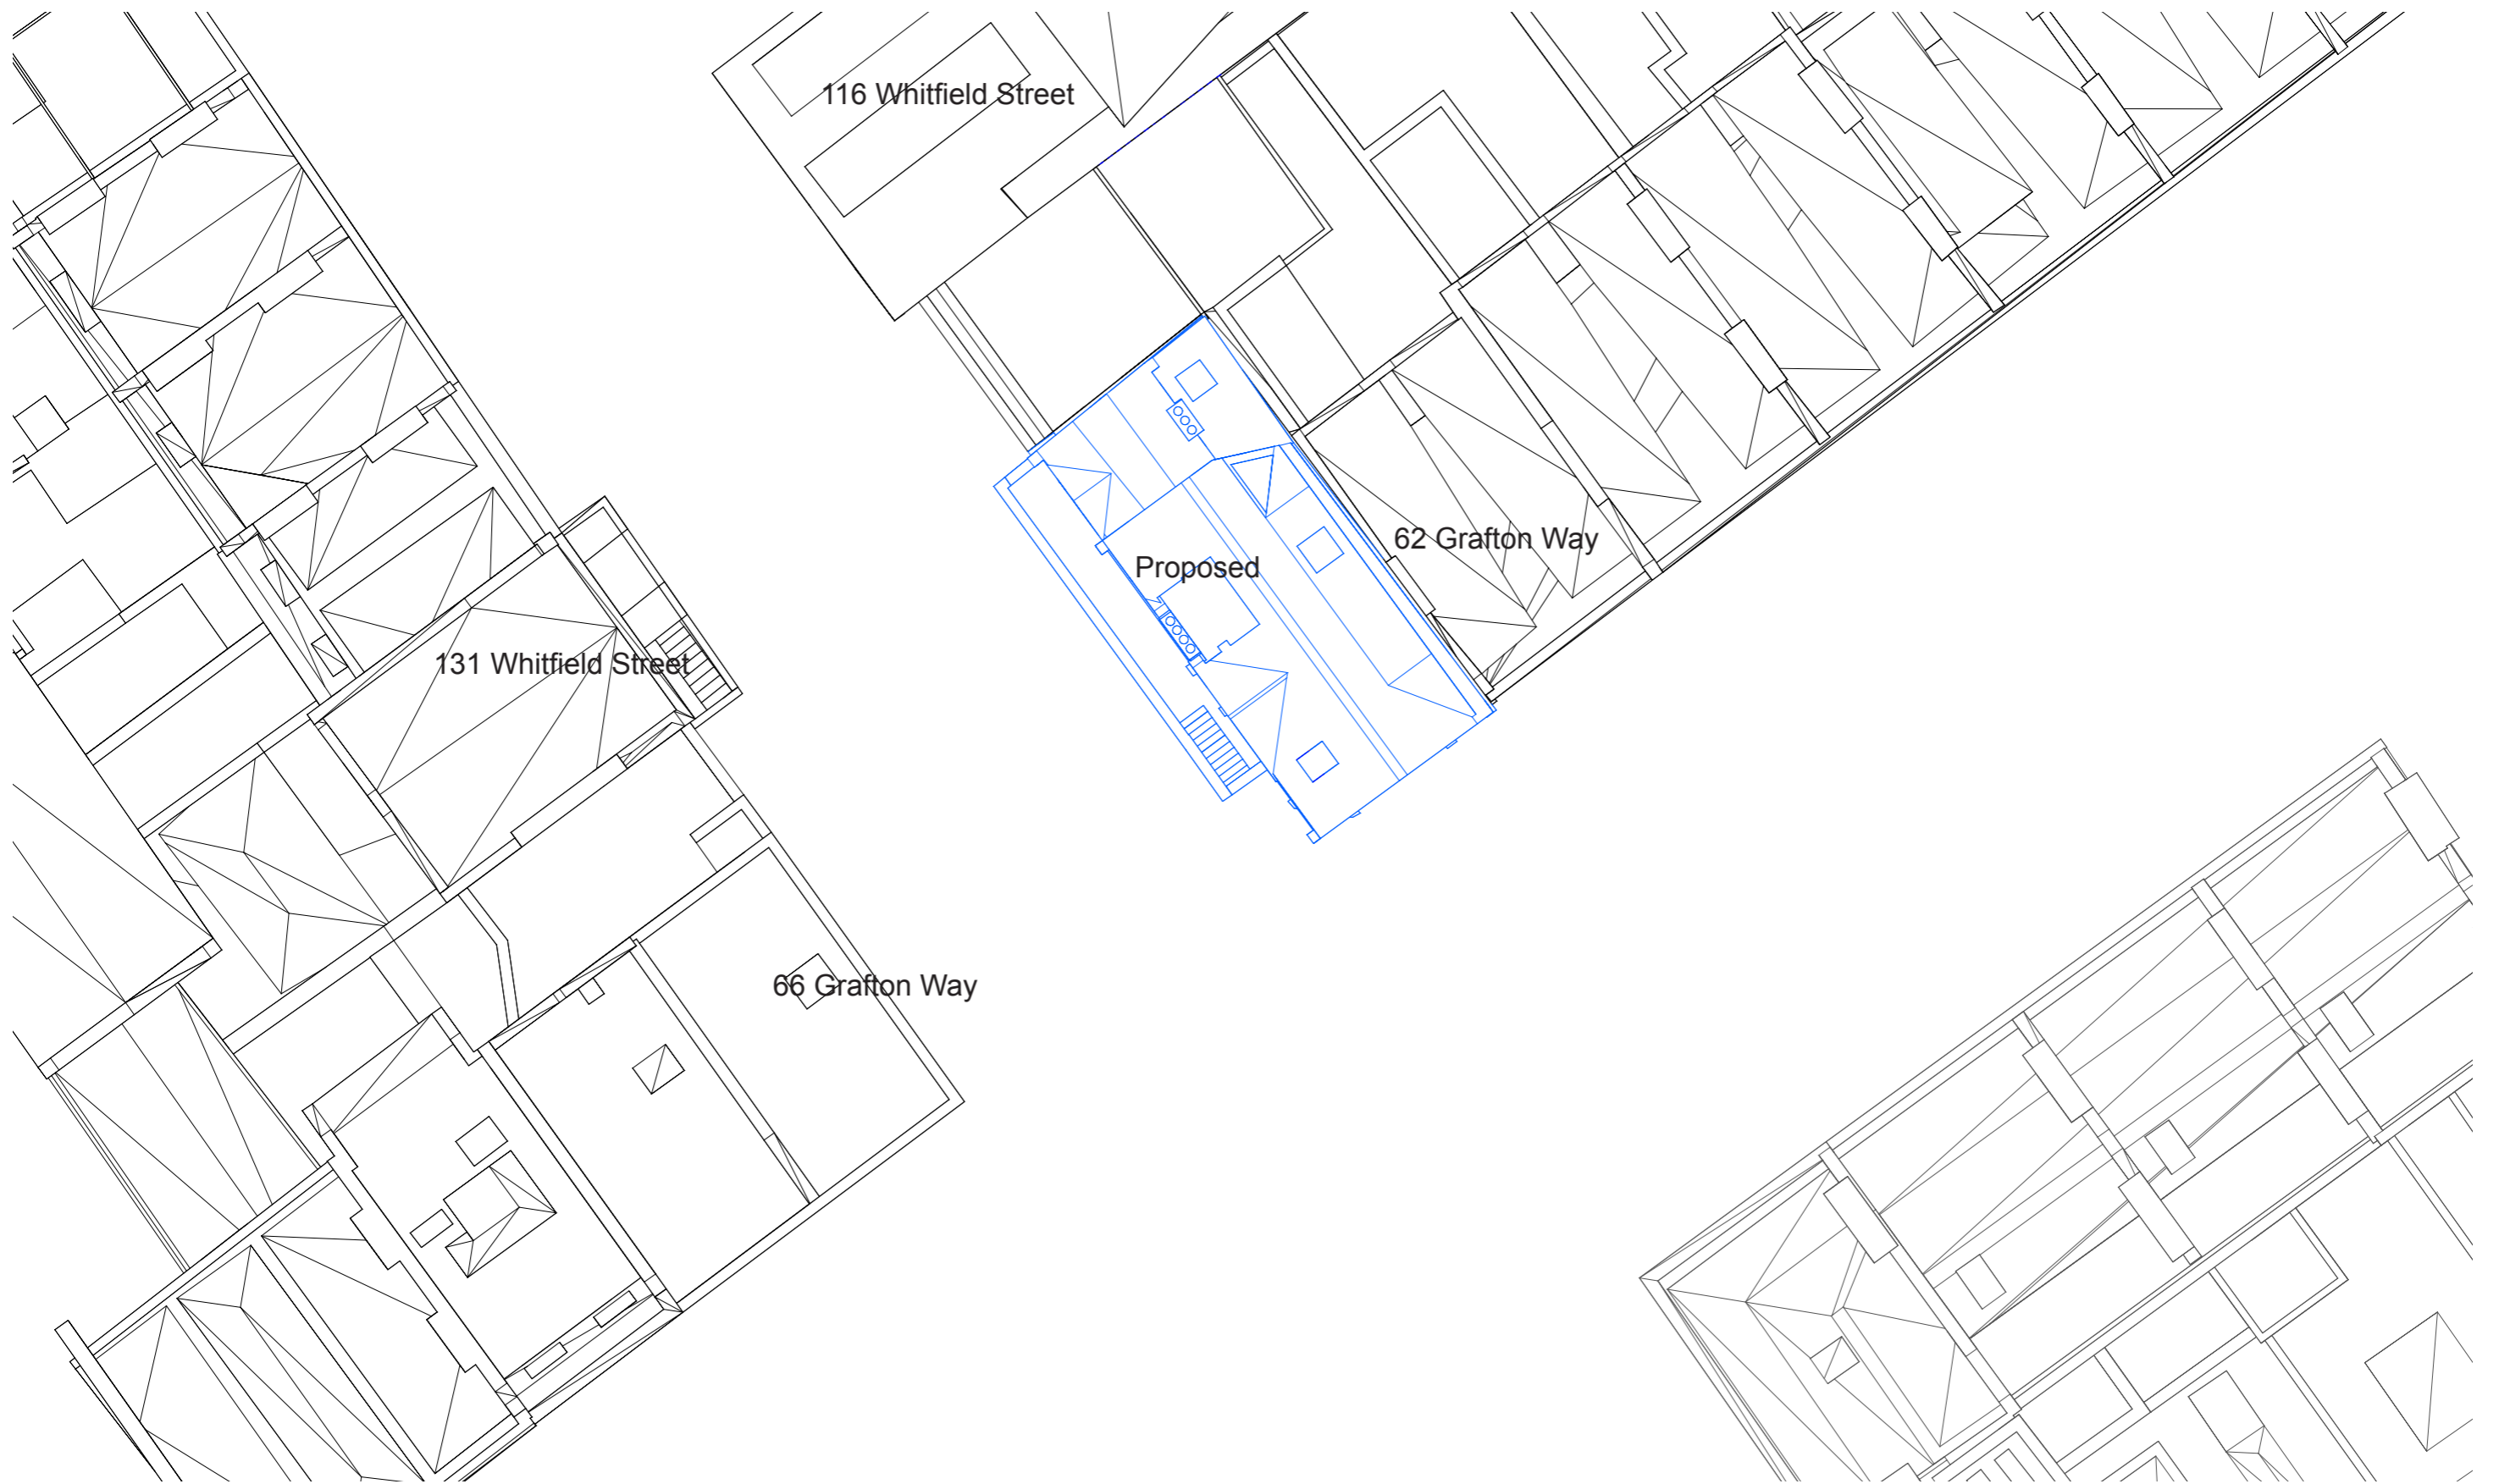 116 Whitfield Street
62 Grafton Way
Proposed
131 Whitfield Street
66 Grafton Way